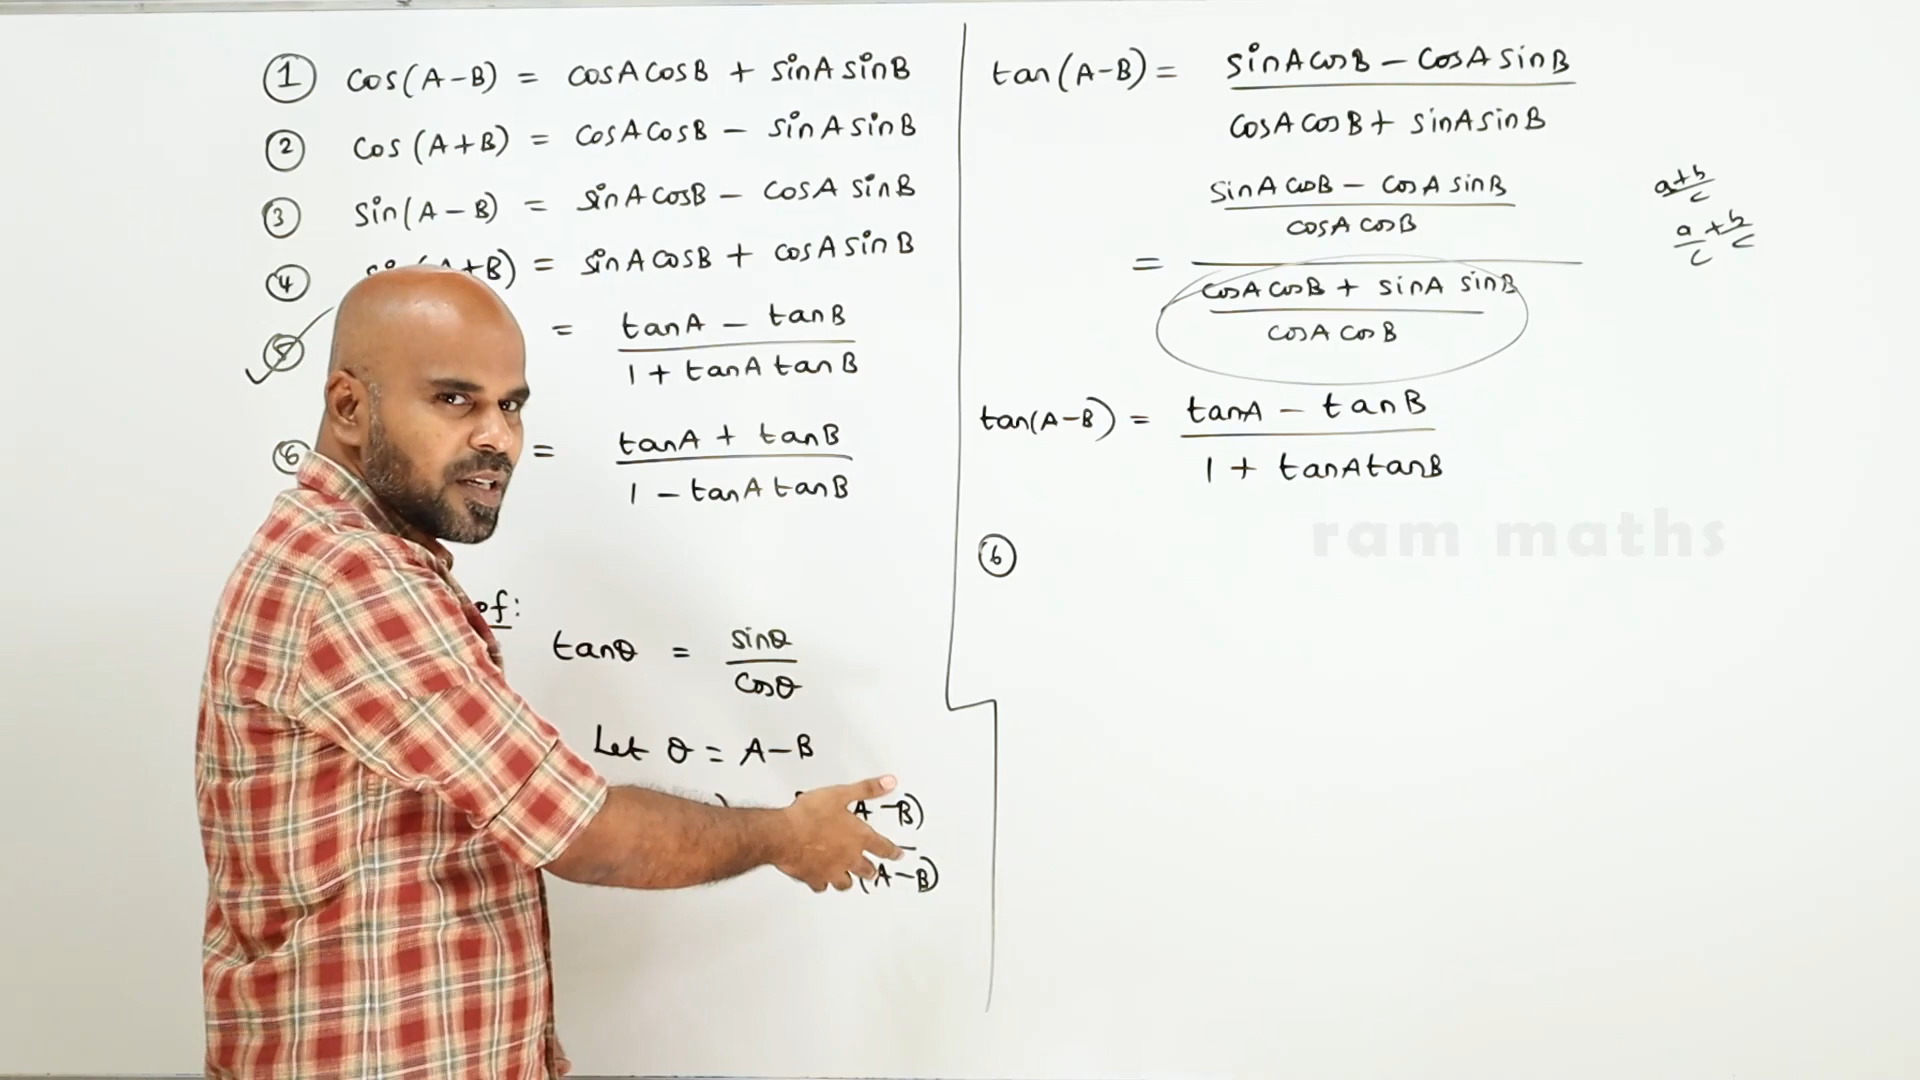 ① cos(A-B) = cosA cosB + sinA sinB
② cos (A+B) = cosA cosB - sinA sinB
③ sin(A-B) = sinA cosB - cosA sinB
④ +B) = sinA cosB + cosA sinB
⑤ = tanA - tanB
1 + tanA tanB
⑥ = tanA + tanB
1 - tanA tanB
of:
tanθ = sinθ
cosθ
Let θ = A-B
A-B)
(A-B)
tan(A-B) = sinA cosB - cosA sinB
cosA cosB + sinA sinB
sinA cosB - cosA sinB
cosA cosB
=
cosA cosB + sinA sinB
cosA cosB
a+b
c
a + b
c c
tan(A-B) = tanA - tanB
1 + tanA tanB
ram maths
⑥